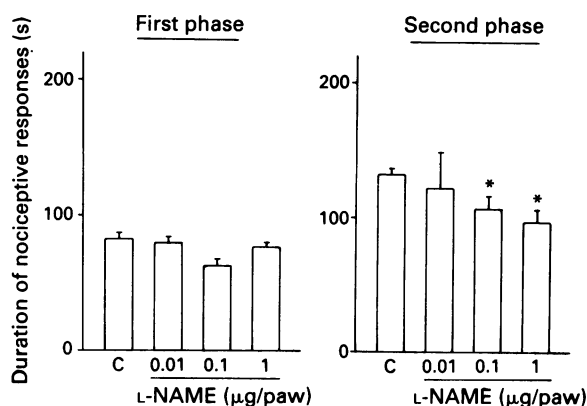 First phase
Second phase
Duration of nociceptive responses (s)
200
100
0
C 0.01 0.1 1
L-NAME (μg/paw)
200
100
0
* *
C 0.01 0.1 1
L-NAME (μg/paw)